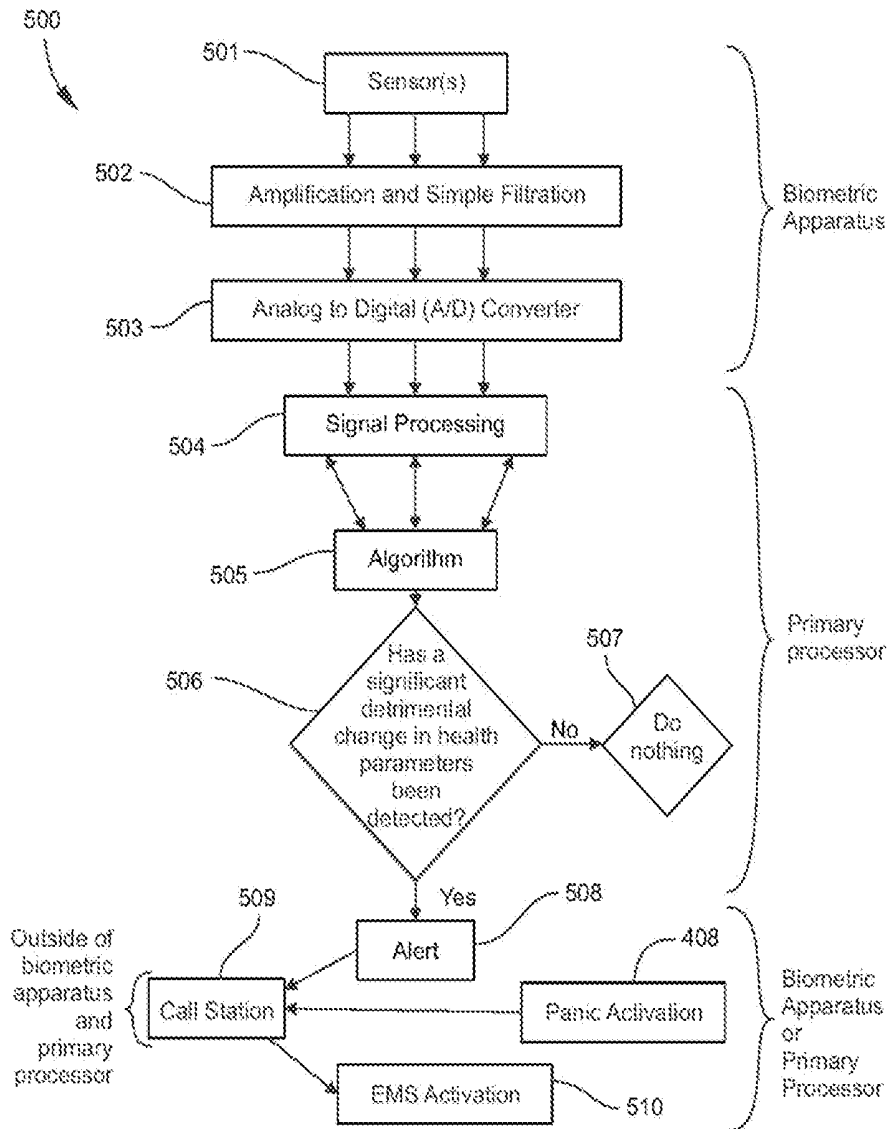 500
501
Sensor(s)
502
Amplification and Simple Filtration
Biometric
Apparatus
503
Analog to Digital (A/D) Converter
504
Signal Processing
505
Algorithm
Primary
processor
506
Has a
significant
detrimental
change in health
parameters
been
detected?
No
507
Do
nothing
Yes
508
Alert
509
Call Station
Outside of
biometric
apparatus
and
primary
processor
408
Panic Activation
Biometric
Apparatus
or
Primary
Processor
EMS Activation
510